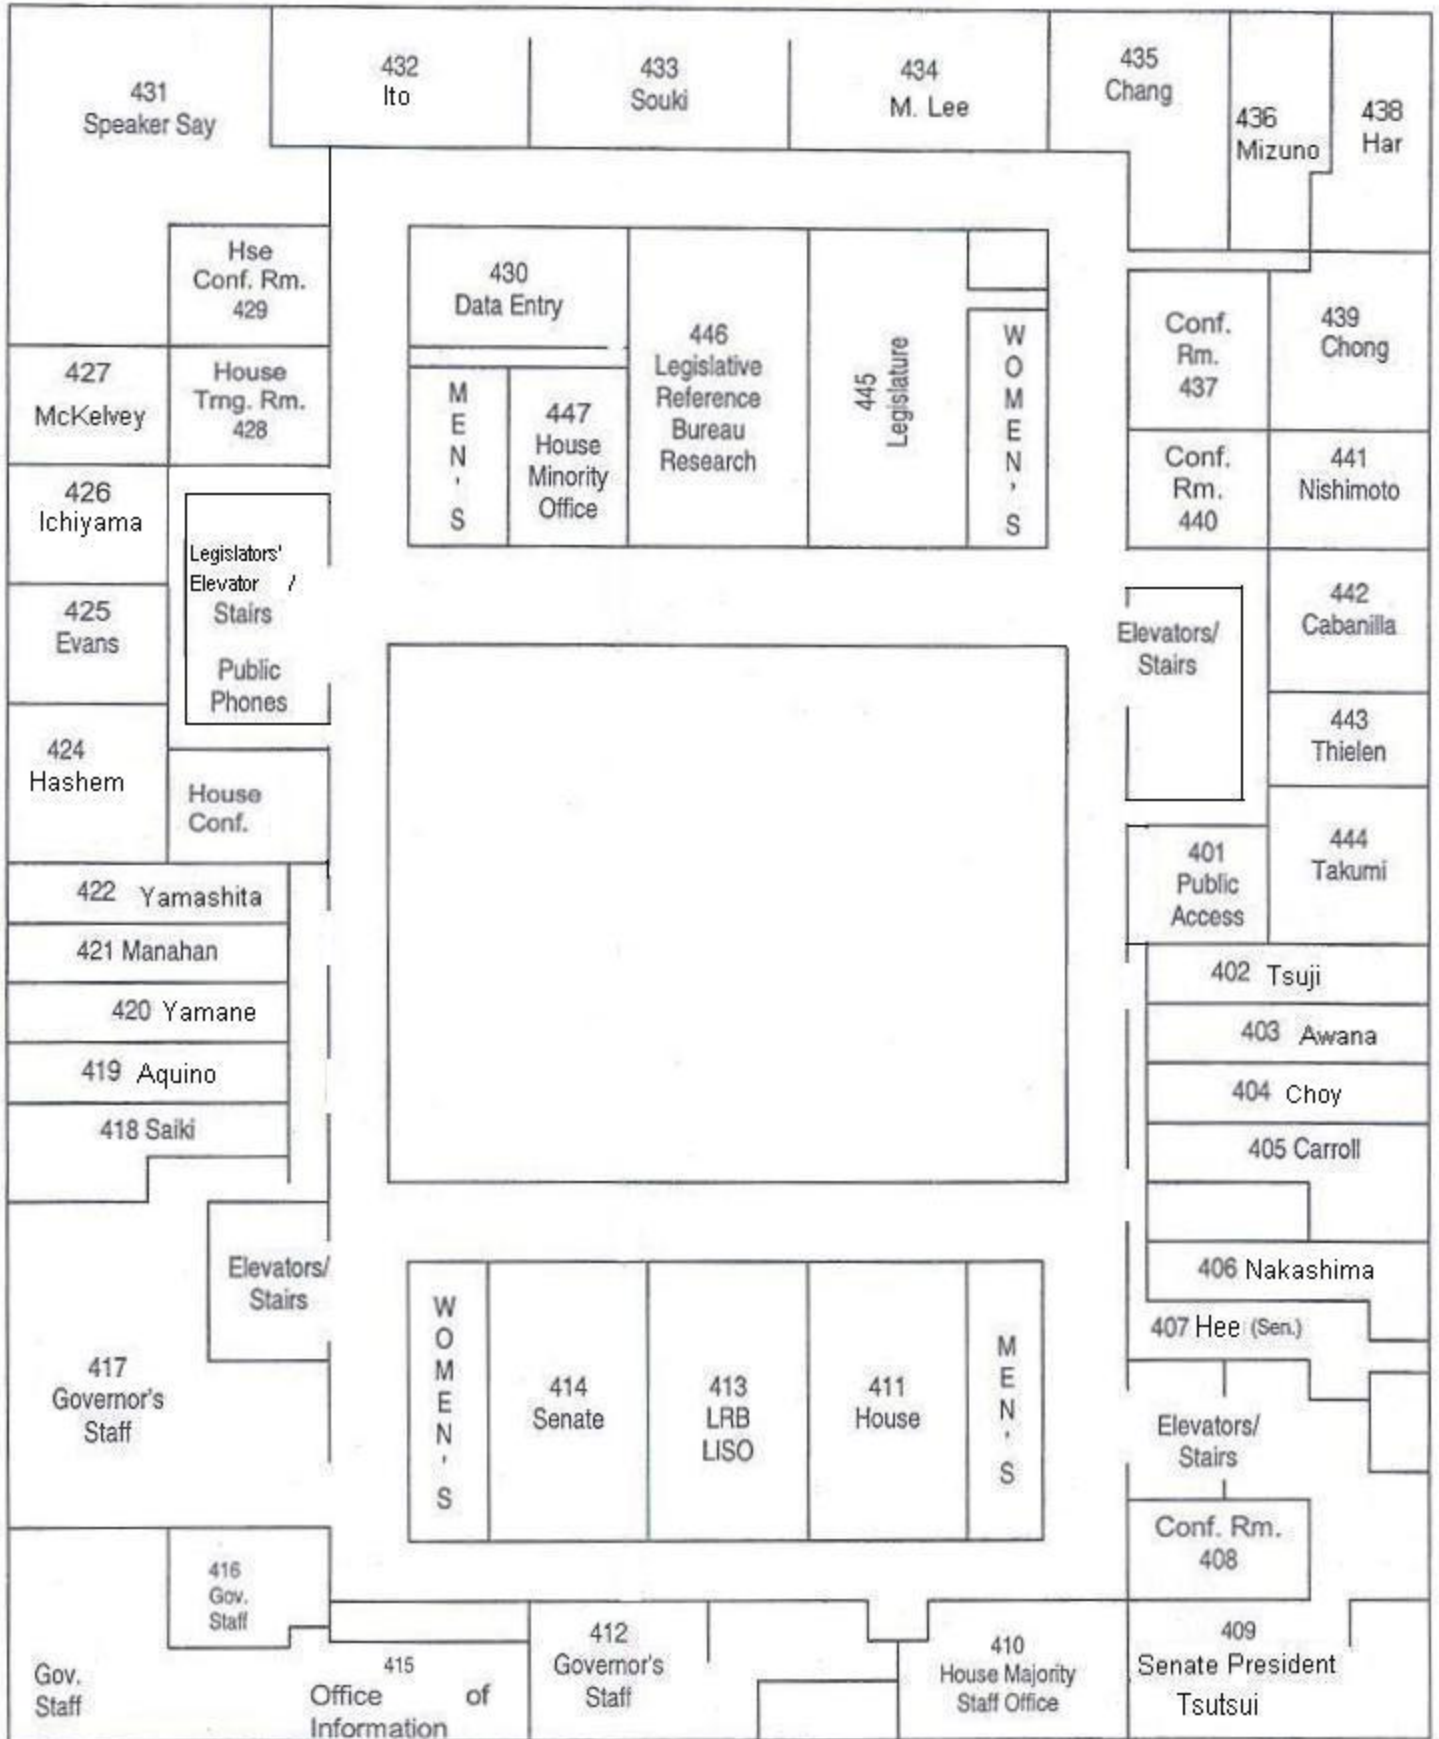 431
Speaker Say
432
Ito
433
Souki
434
M. Lee
435
Chang
436
Mizuno
438
Har
Hse
Conf. Rm.
429
430
Data Entry
446
Legislative
Reference
Bureau
Research
445
Legislature
WOMEN'S
Conf.
Rm.
437
439
Chong
427
McKelvey
House
Trng. Rm.
428
MEN'S
447
House
Minority
Office
Conf.
Rm.
440
441
Nishimoto
426
Ichiyama
Legislators'
Elevator /
Stairs
Public
Phones
425
Evans
Elevators/
Stairs
442
Cabanilla
443
Thielen
424
Hashem
House
Conf.
401
Public
Access
444
Takumi
422 Yamashita
421 Manahan
420 Yamane
419 Aquino
418 Saiki
402 Tsuji
403 Awana
404 Choy
405 Carroll
406 Nakashima
407 Hee (Sen.)
Elevators/
Stairs
417
Governor's
Staff
WOMEN'S
414
Senate
413
LRB
LISO
411
House
MEN'S
Elevators/
Stairs
Conf. Rm.
408
416
Gov.
Staff
Gov.
Staff
415
Office of
Information
412
Governor's
Staff
410
House Majority
Staff Office
409
Senate President
Tsutsui